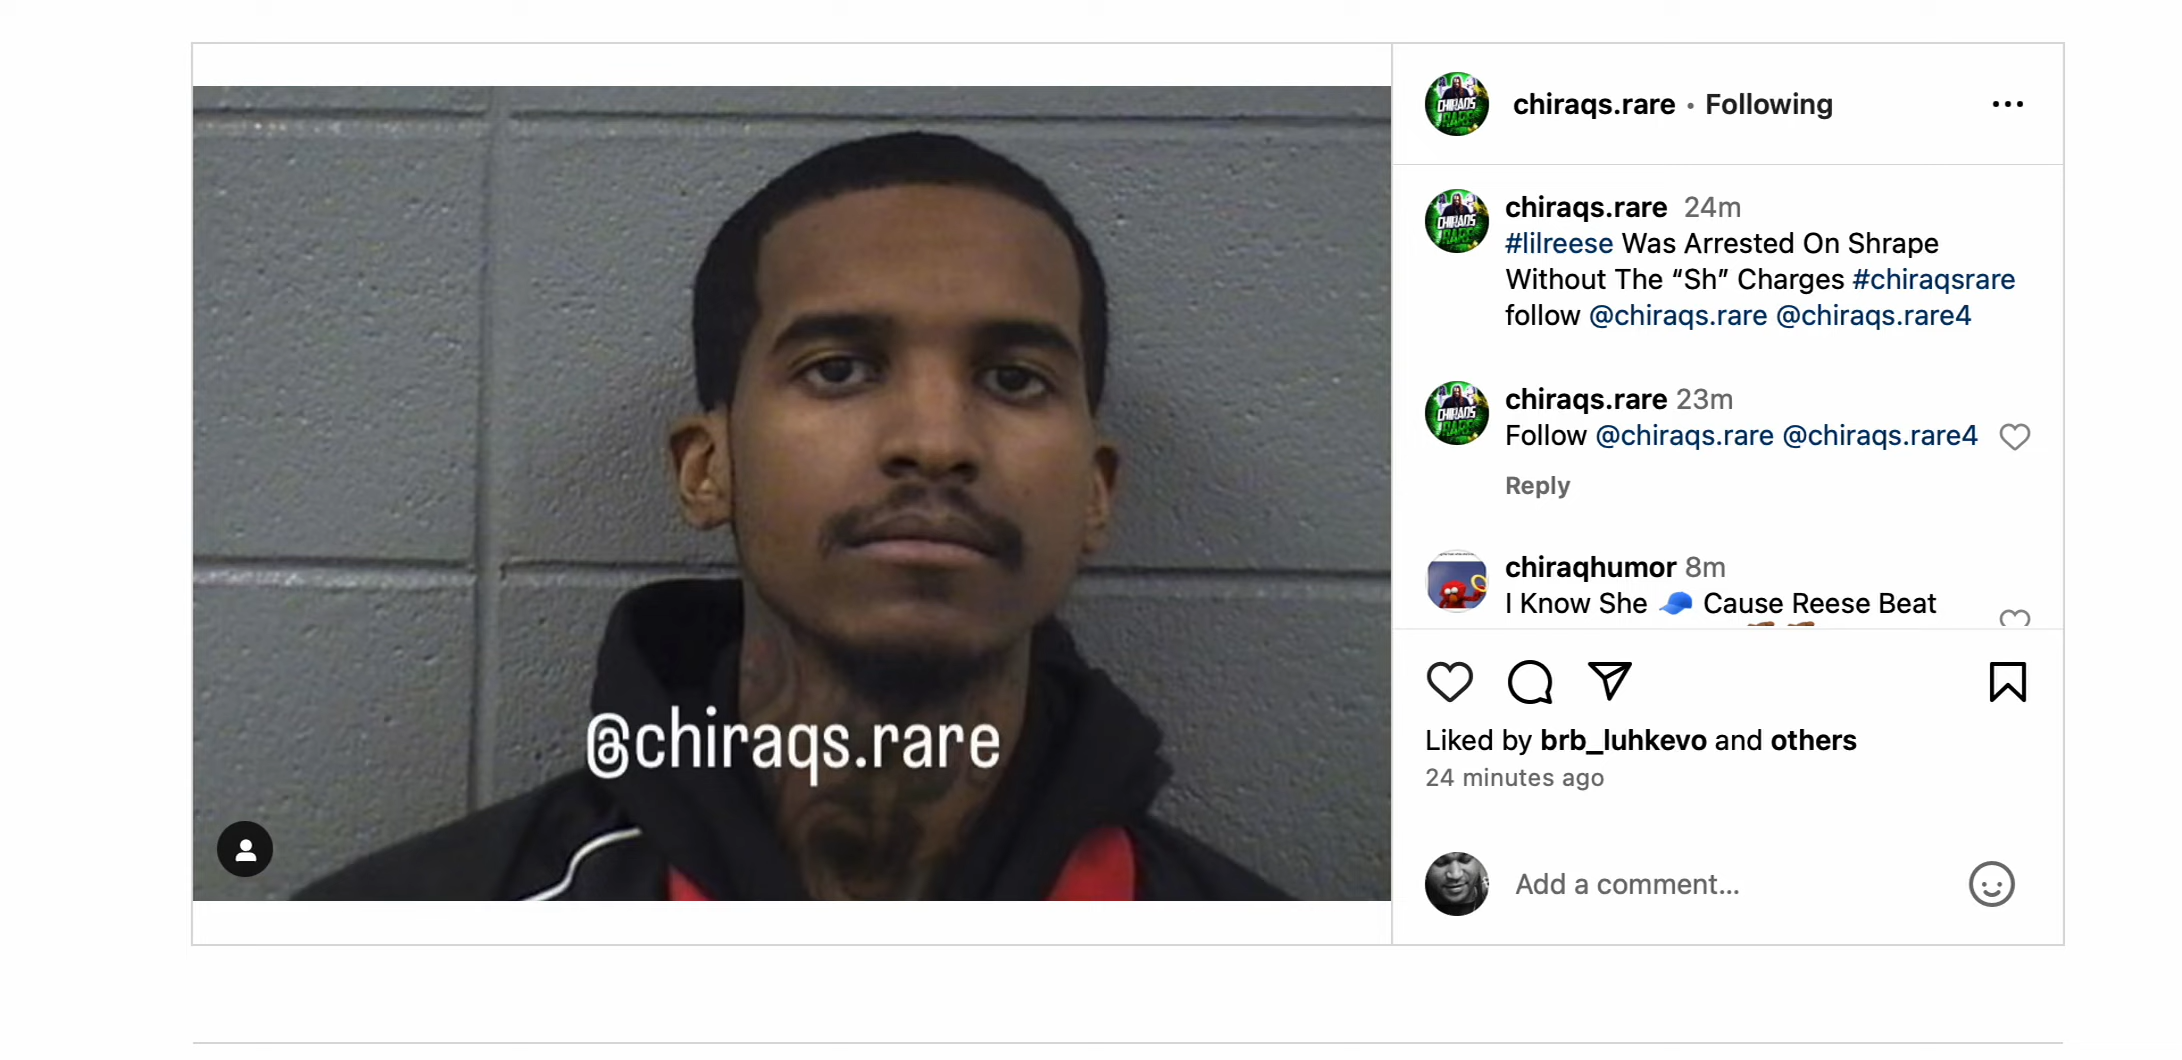 @chiraqs.rare
chiraqs.rare • Following
chiraqs.rare 24m
#lilreese Was Arrested On Shrape
Without The “Sh” Charges #chiraqsrare
follow @chiraqs.rare @chiraqs.rare4
chiraqs.rare 23m
Follow @chiraqs.rare @chiraqs.rare4
Reply
chiraqhumor 8m
I Know She 🧢 Cause Reese Beat
Liked by brb_luhkevo and others
24 minutes ago
Add a comment...